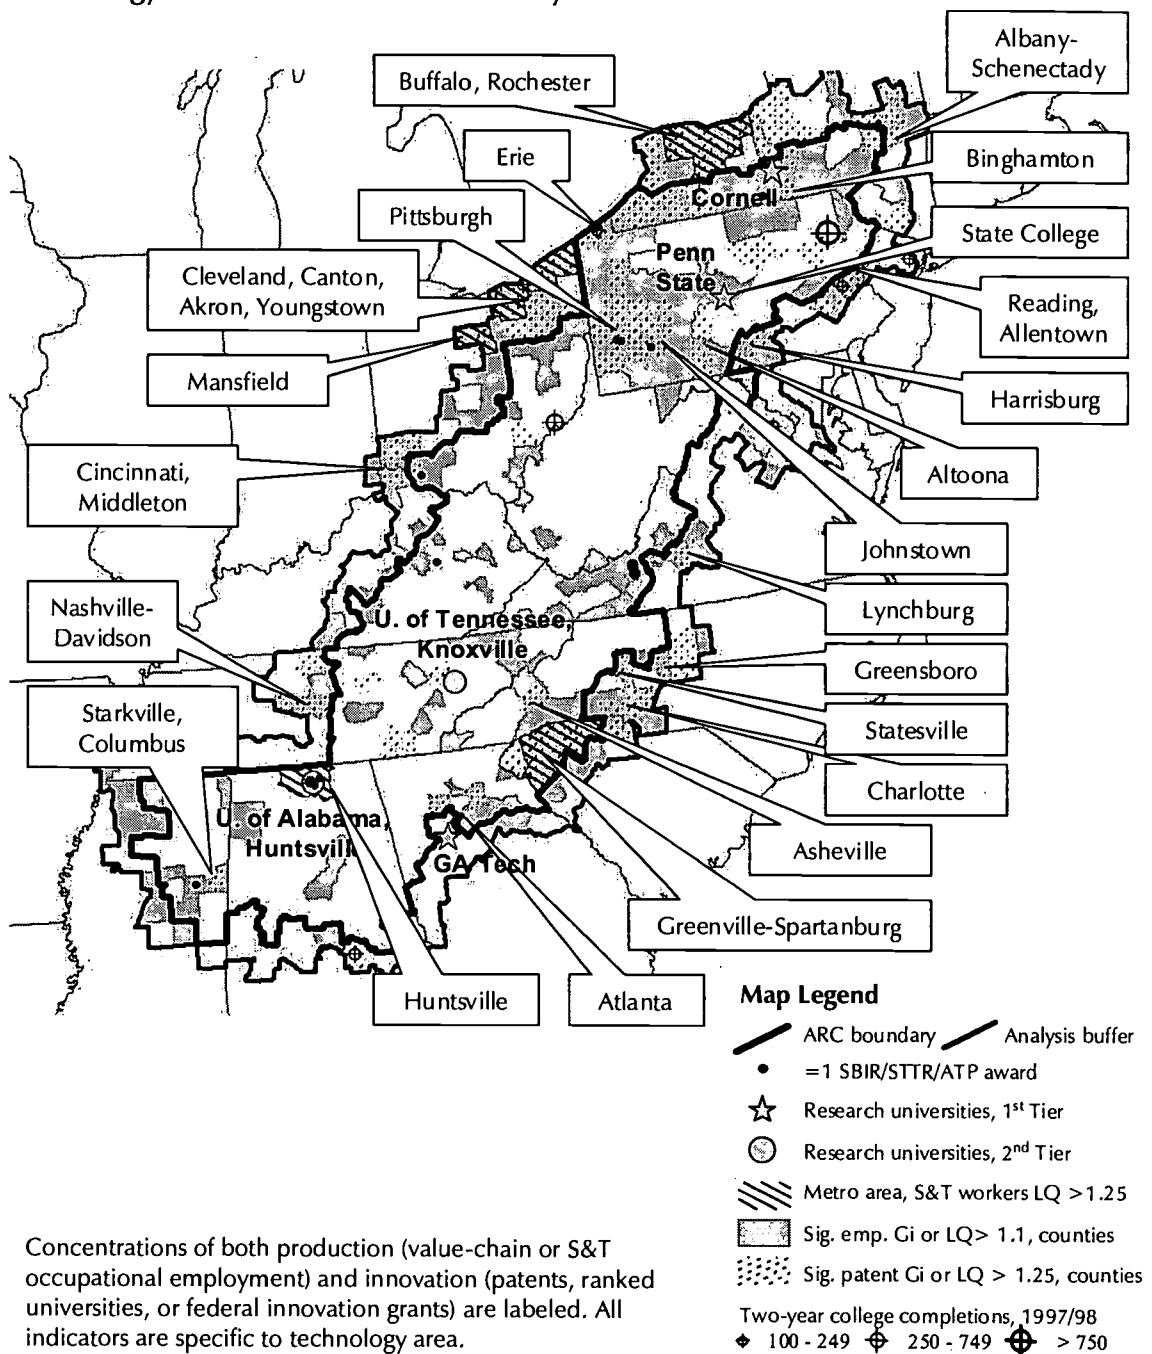 Albany-
Schenectady
Buffalo, Rochester
Erie
Binghamton
Cornell
Pittsburgh
State College
Penn
State
Cleveland, Canton,
Akron, Youngstown
Reading,
Allentown
Mansfield
Harrisburg
Cincinnati,
Middleton
Altoona
Johnstown
Nashville-
Davidson
Lynchburg
U. of Tennessee,
Knoxville
Greensboro
Starkville,
Columbus
Statesville
Charlotte
U. of Alabama,
Huntsville
GA Tech
Asheville
Greenville-Spartanburg
Huntsville
Atlanta
Map Legend
ARC boundary
Analysis buffer
=1 SBIR/STTR/ATP award
Research universities, 1st Tier
Research universities, 2nd Tier
Metro area, S&T workers LQ >1.25
Sig. emp. Gi or LQ> 1.1, counties
Sig. patent Gi or LQ > 1.25, counties
Two-year college completions, 1997/98
100 - 249 250 - 749 > 750
Concentrations of both production (value-chain or S&T
occupational employment) and innovation (patents, ranked
universities, or federal innovation grants) are labeled. All
indicators are specific to technology area.